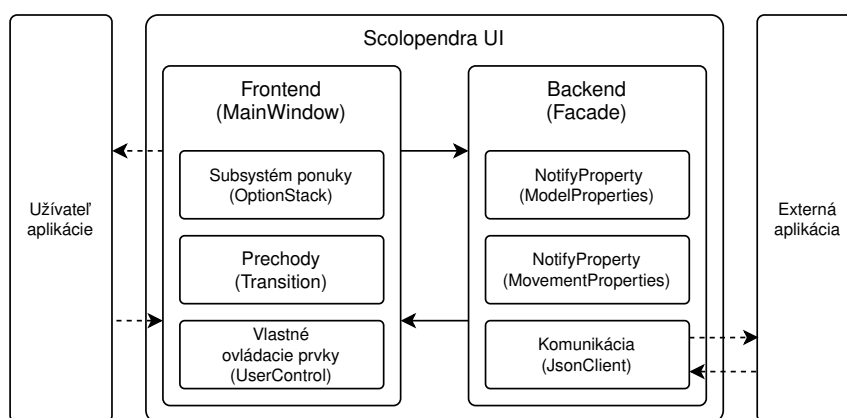 Scolopendra UI
Užívateľ
aplikácie
Frontend
(MainWindow)
Subsystém ponuky
(OptionStack)
Prechody
(Transition)
Vlastné
ovládacie prvky
(UserControl)
Backend
(Facade)
NotifyProperty
(ModelProperties)
NotifyProperty
(MovementProperties)
Komunikácia
(JsonClient)
Externá
aplikácia